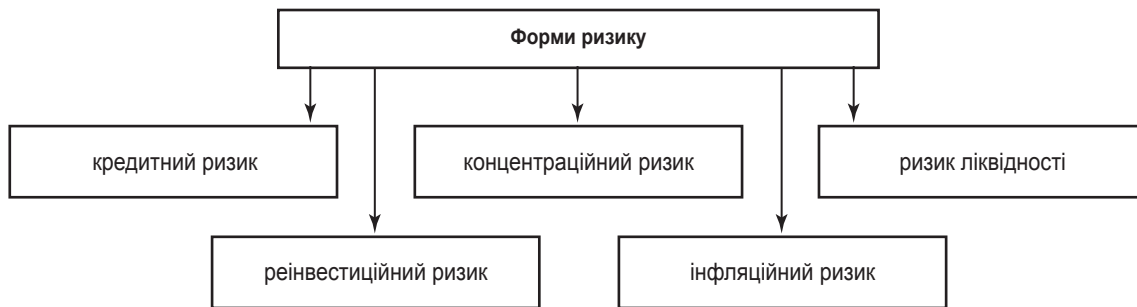 Форми ризику
кредитний ризик
концентраційний ризик
ризик ліквідності
реінвестиційний ризик
інфляційний ризик